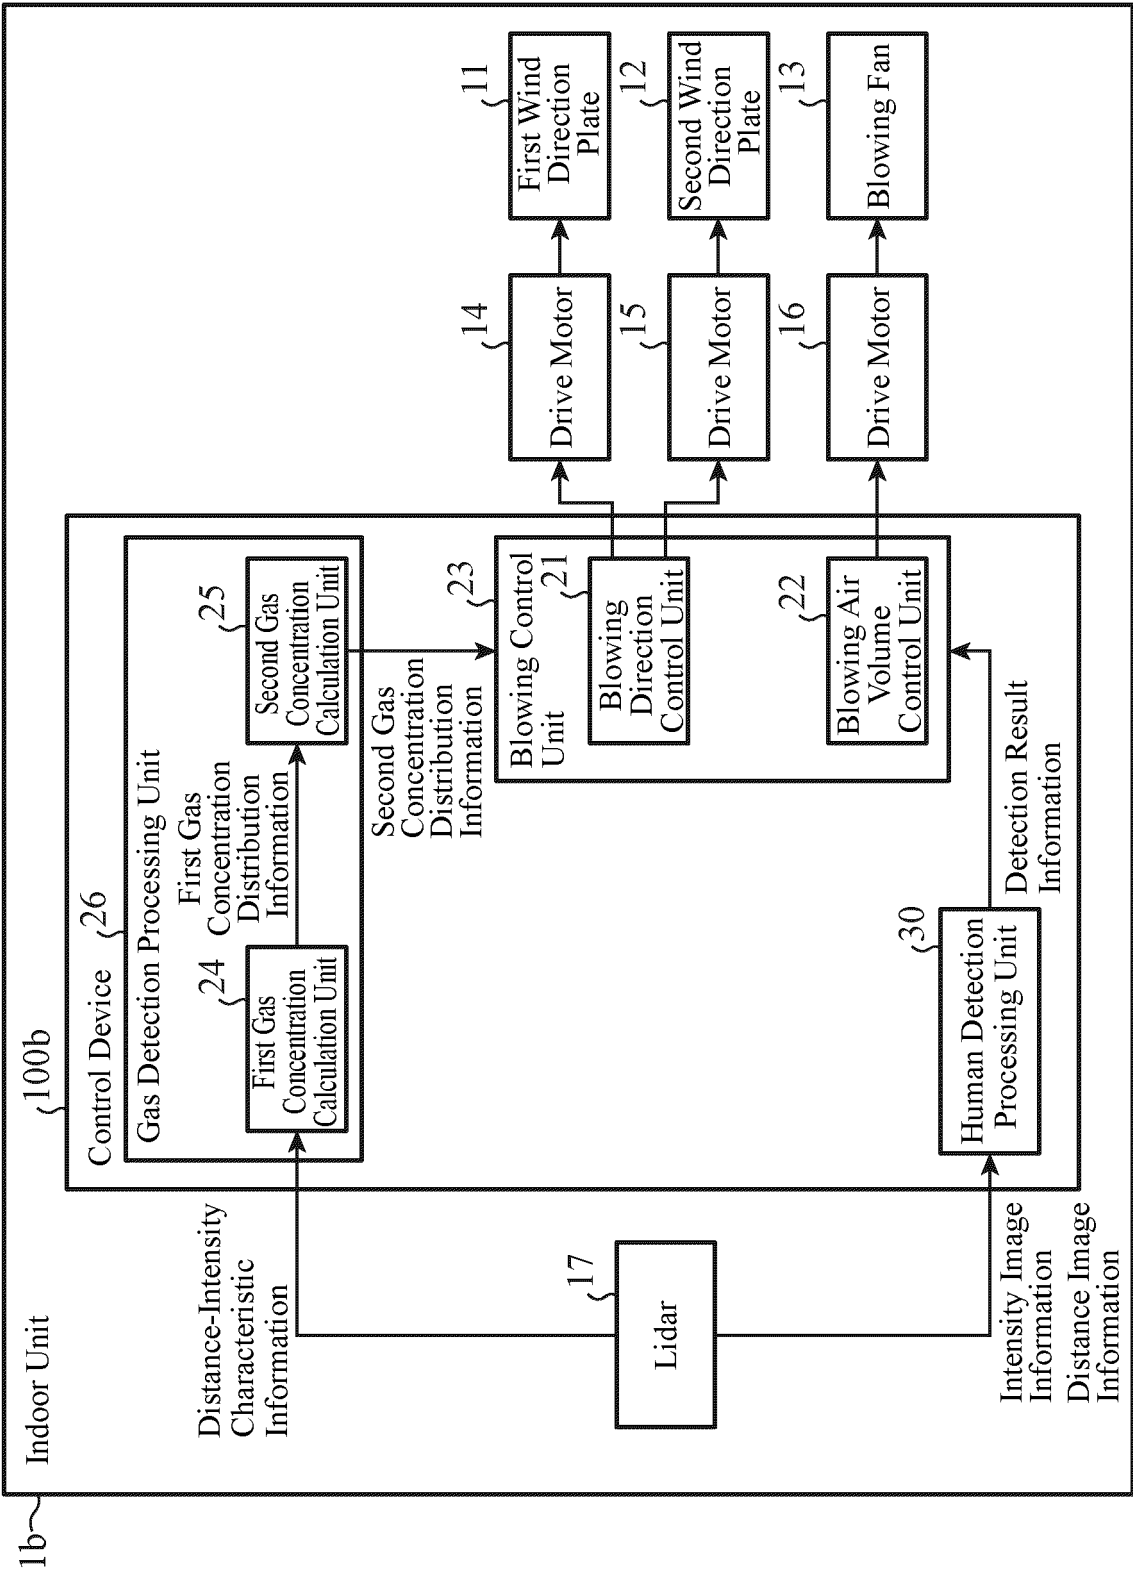 1b
Indoor Unit
100b
Control Device
26
Gas Detection Processing Unit
Distance-Intensity
Characteristic
Information
24
First Gas
Concentration
Calculation Unit
First Gas
Concentration
Distribution
Information
25
Second Gas
Concentration
Calculation Unit
Second Gas
Concentration
Distribution
Information
17
Lidar
23
Blowing Control
Unit
21
Blowing
Direction
Control Unit
22
Blowing Air
Volume
Control Unit
14
Drive Motor
11
First Wind
Direction
Plate
15
Drive Motor
12
Second Wind
Direction
Plate
16
Drive Motor
13
Blowing Fan
Intensity Image
Information
Distance Image
Information
30
Human Detection
Processing Unit
Detection Result
Information